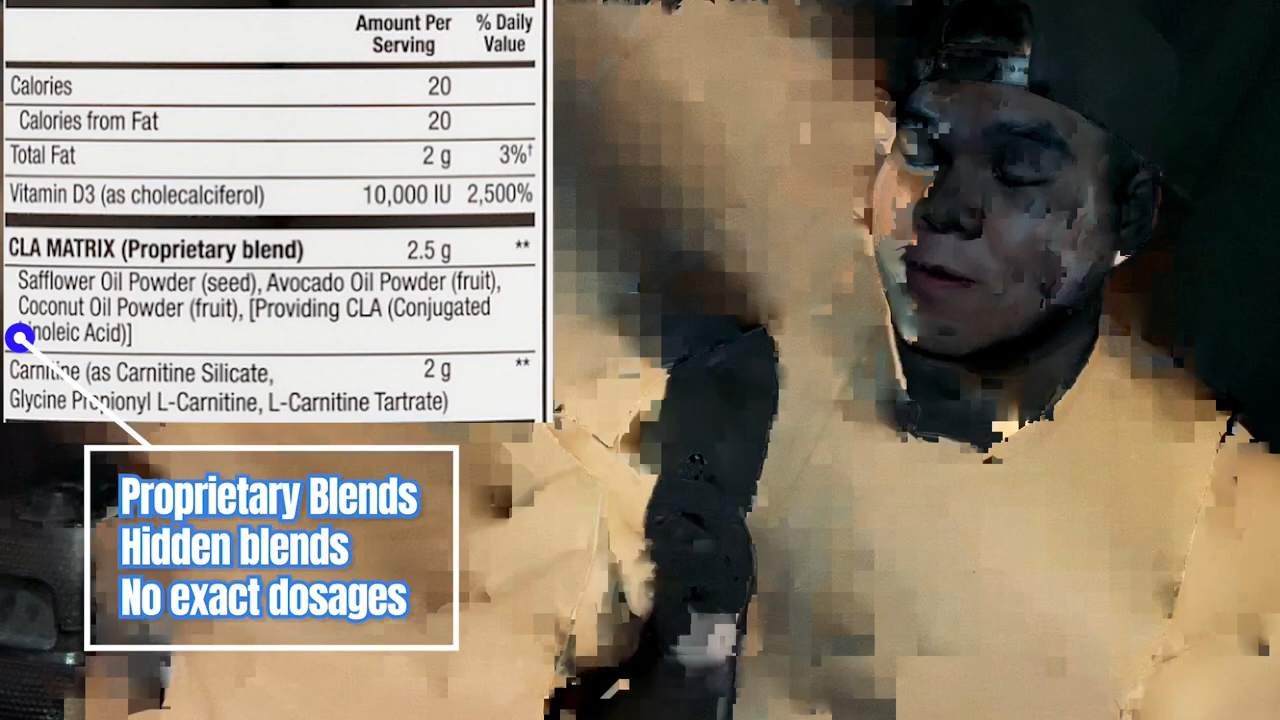 Amount Per % Daily
Serving Value
Calories 20
Calories from Fat 20
Total Fat 2 g 3%†
Vitamin D3 (as cholecalciferol) 10,000 IU 2,500%
CLA MATRIX (Proprietary blend) 2.5 g **
Safflower Oil Powder (seed), Avocado Oil Powder (fruit),
Coconut Oil Powder (fruit), [Providing CLA (Conjugated
Acid)]
Carnitine (as Carnitine Silicate, 2 g **
Glycine Propionyl L-Carnitine, L-Carnitine Tartrate)
Proprietary Blends
Hidden blends
No exact dosages